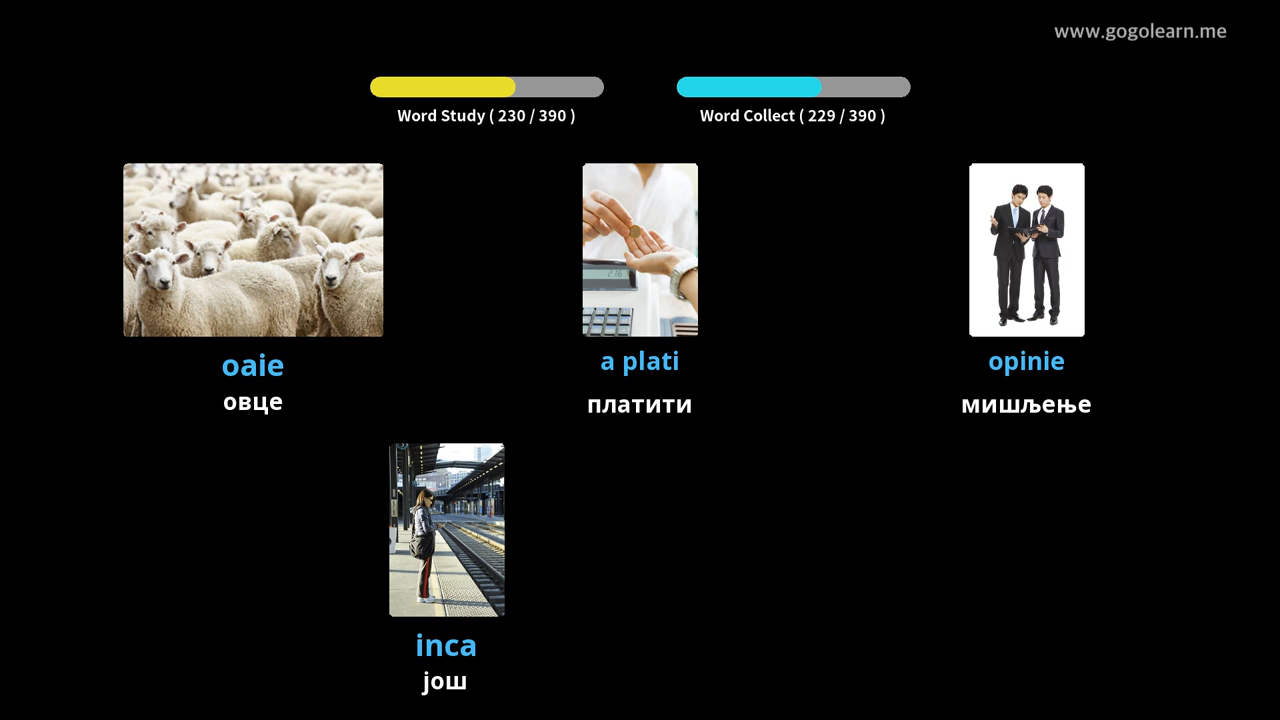 www.gogolearn.me
Word Study ( 230 / 390 )
Word Collect ( 229 / 390 )
oaie
овце
a plati
платити
opinie
мишљење
inca
још